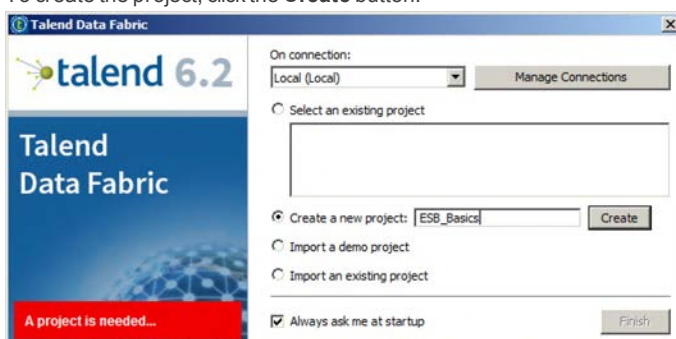 To create the project, click the Create button.
Talend Data Fabric
talend 6.2
Talend
Data Fabric
A project is needed...
On connection:
Local (Local)
Manage Connections
Select an existing project
Create a new project: ESB_Basics Create
Import a demo project
Import an existing project
Always ask me at startup
Finish